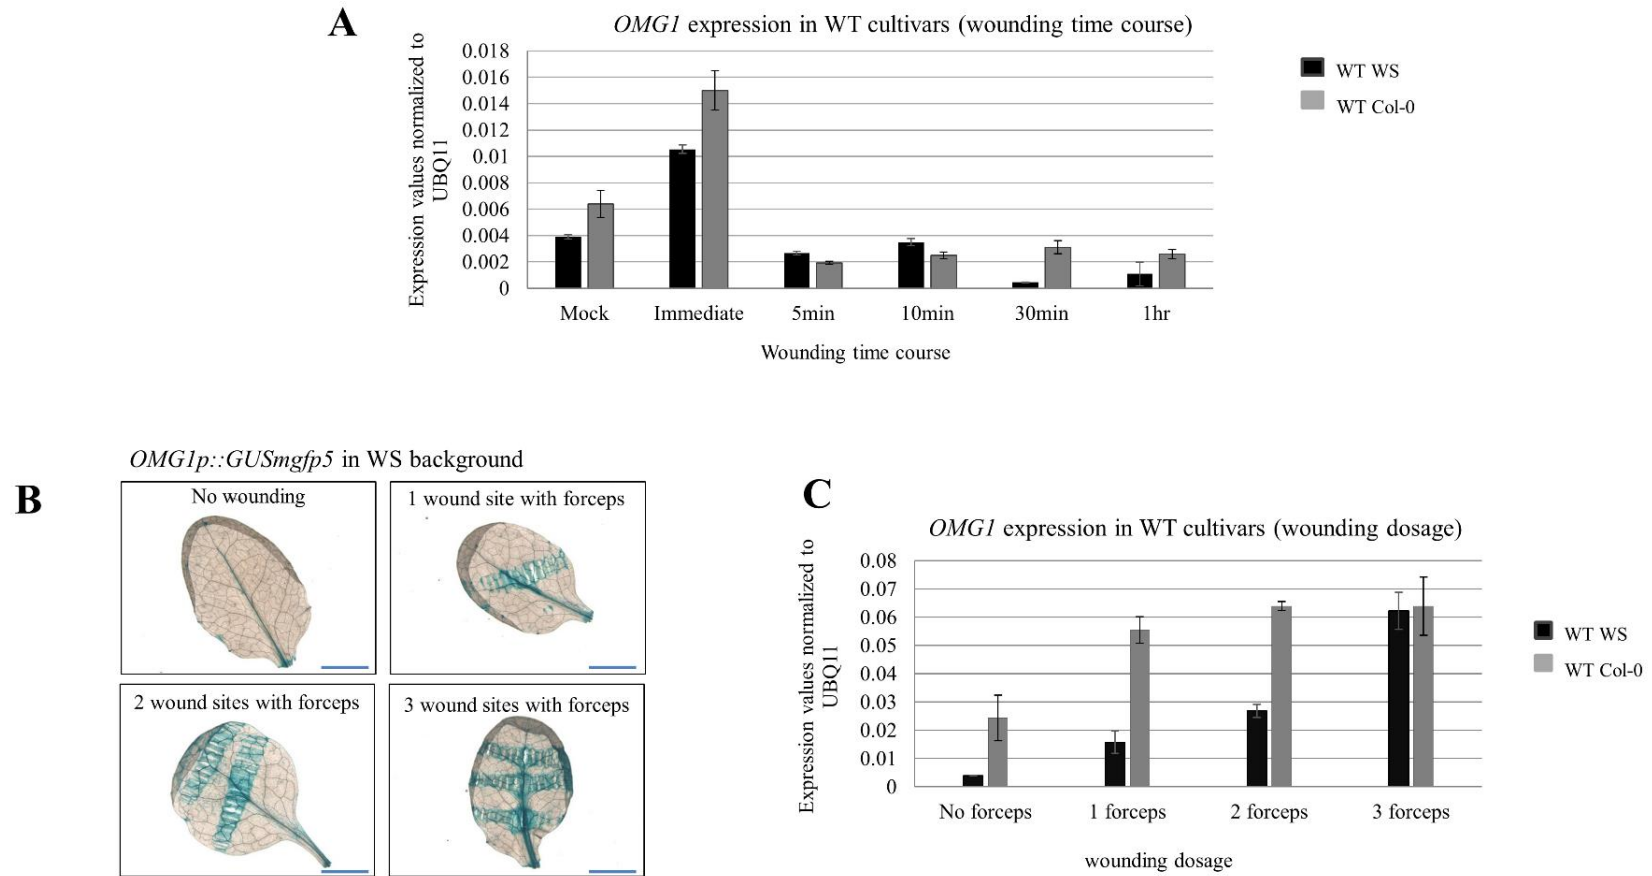 A
OMG1 expression in WT cultivars (wounding time course)
Expression values normalized to
UBQ11
0.018
0.016
0.014
0.012
0.01
0.008
0.006
0.004
0.002
0
Mock Immediate 5min 10min 30min 1hr
Wounding time course
WT WS
WT Col-0
B
OMG1p::GUSmgfp5 in WS background
No wounding
1 wound site with forceps
2 wound sites with forceps
3 wound sites with forceps
C
OMG1 expression in WT cultivars (wounding dosage)
Expression values normalized to
UBQ11
0.08
0.07
0.06
0.05
0.04
0.03
0.02
0.01
0
No forceps 1 forceps 2 forceps 3 forceps
wounding dosage
WT WS
WT Col-0